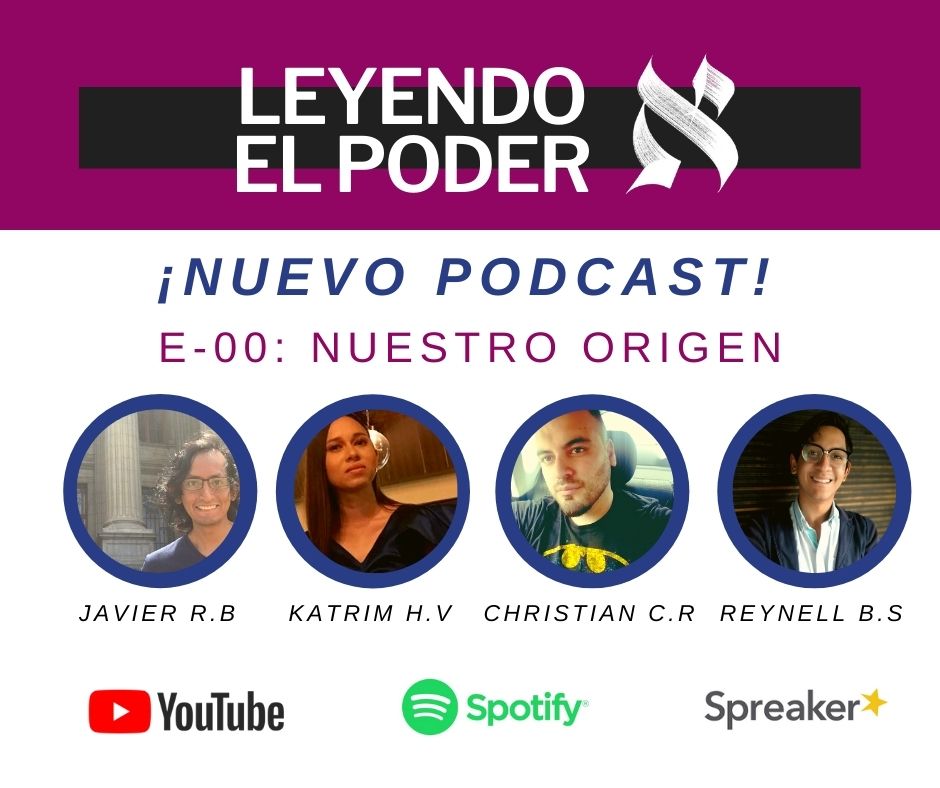 LEYENDO
EL PODER
¡NUEVO PODCAST!
E-00: NUESTRO ORIGEN
JAVIER R.B
KATRIM H.V
CHRISTIAN C.R
REYNELL B.S
YouTube
Spotify®
Spreaker